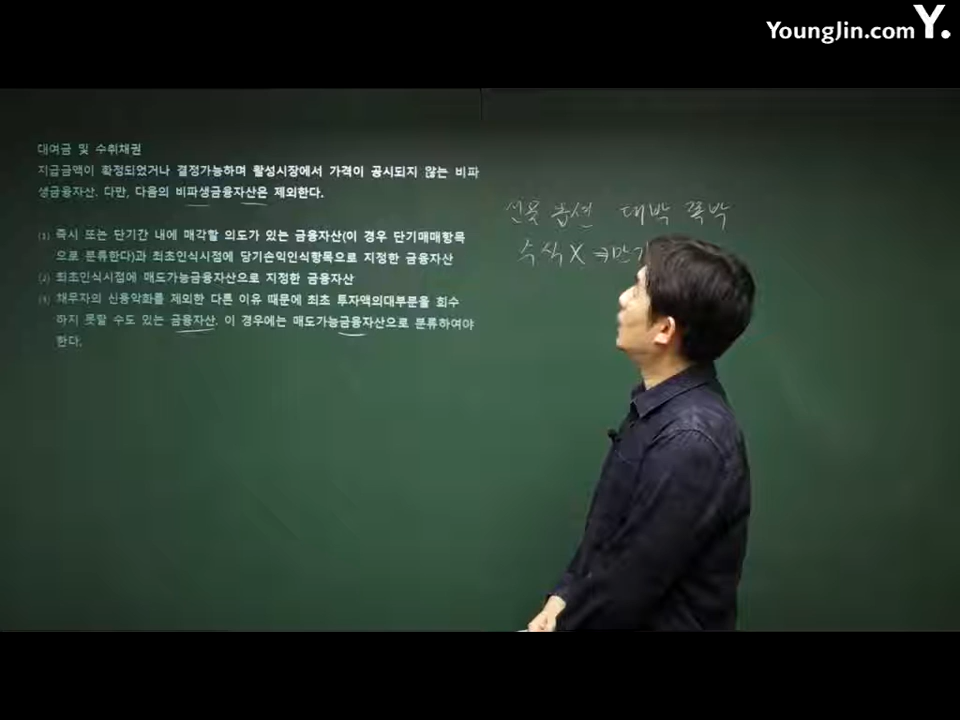 YoungJin.com Y.
대여금 및 수취채권
지급금액이 확정되었거나 결정가능하며 활성시장에서 가격이 공시되지 않는 비파
생금융자산. 다만, 다음의 비파생금융자산은 제외한다.
(1) 즉시 또는 단기간 내에 매각할 의도가 있는 금융자산(이 경우 단기매매항목
으로 분류한다)과 최초인식시점에 당기손익인식항목으로 지정한 금융자산
(2) 최초인식시점에 매도가능금융자산으로 지정한 금융자산
채무자의 신용악화를 제외한 다른 이유 때문에 최초 투자액의대부분을 회수
하지 못할 수도 있는 금융자산. 이 경우에는 매도가능금융자산으로 분류하여야
한다.
선물 옵션 대박 쪽박
주식X ⇒만기